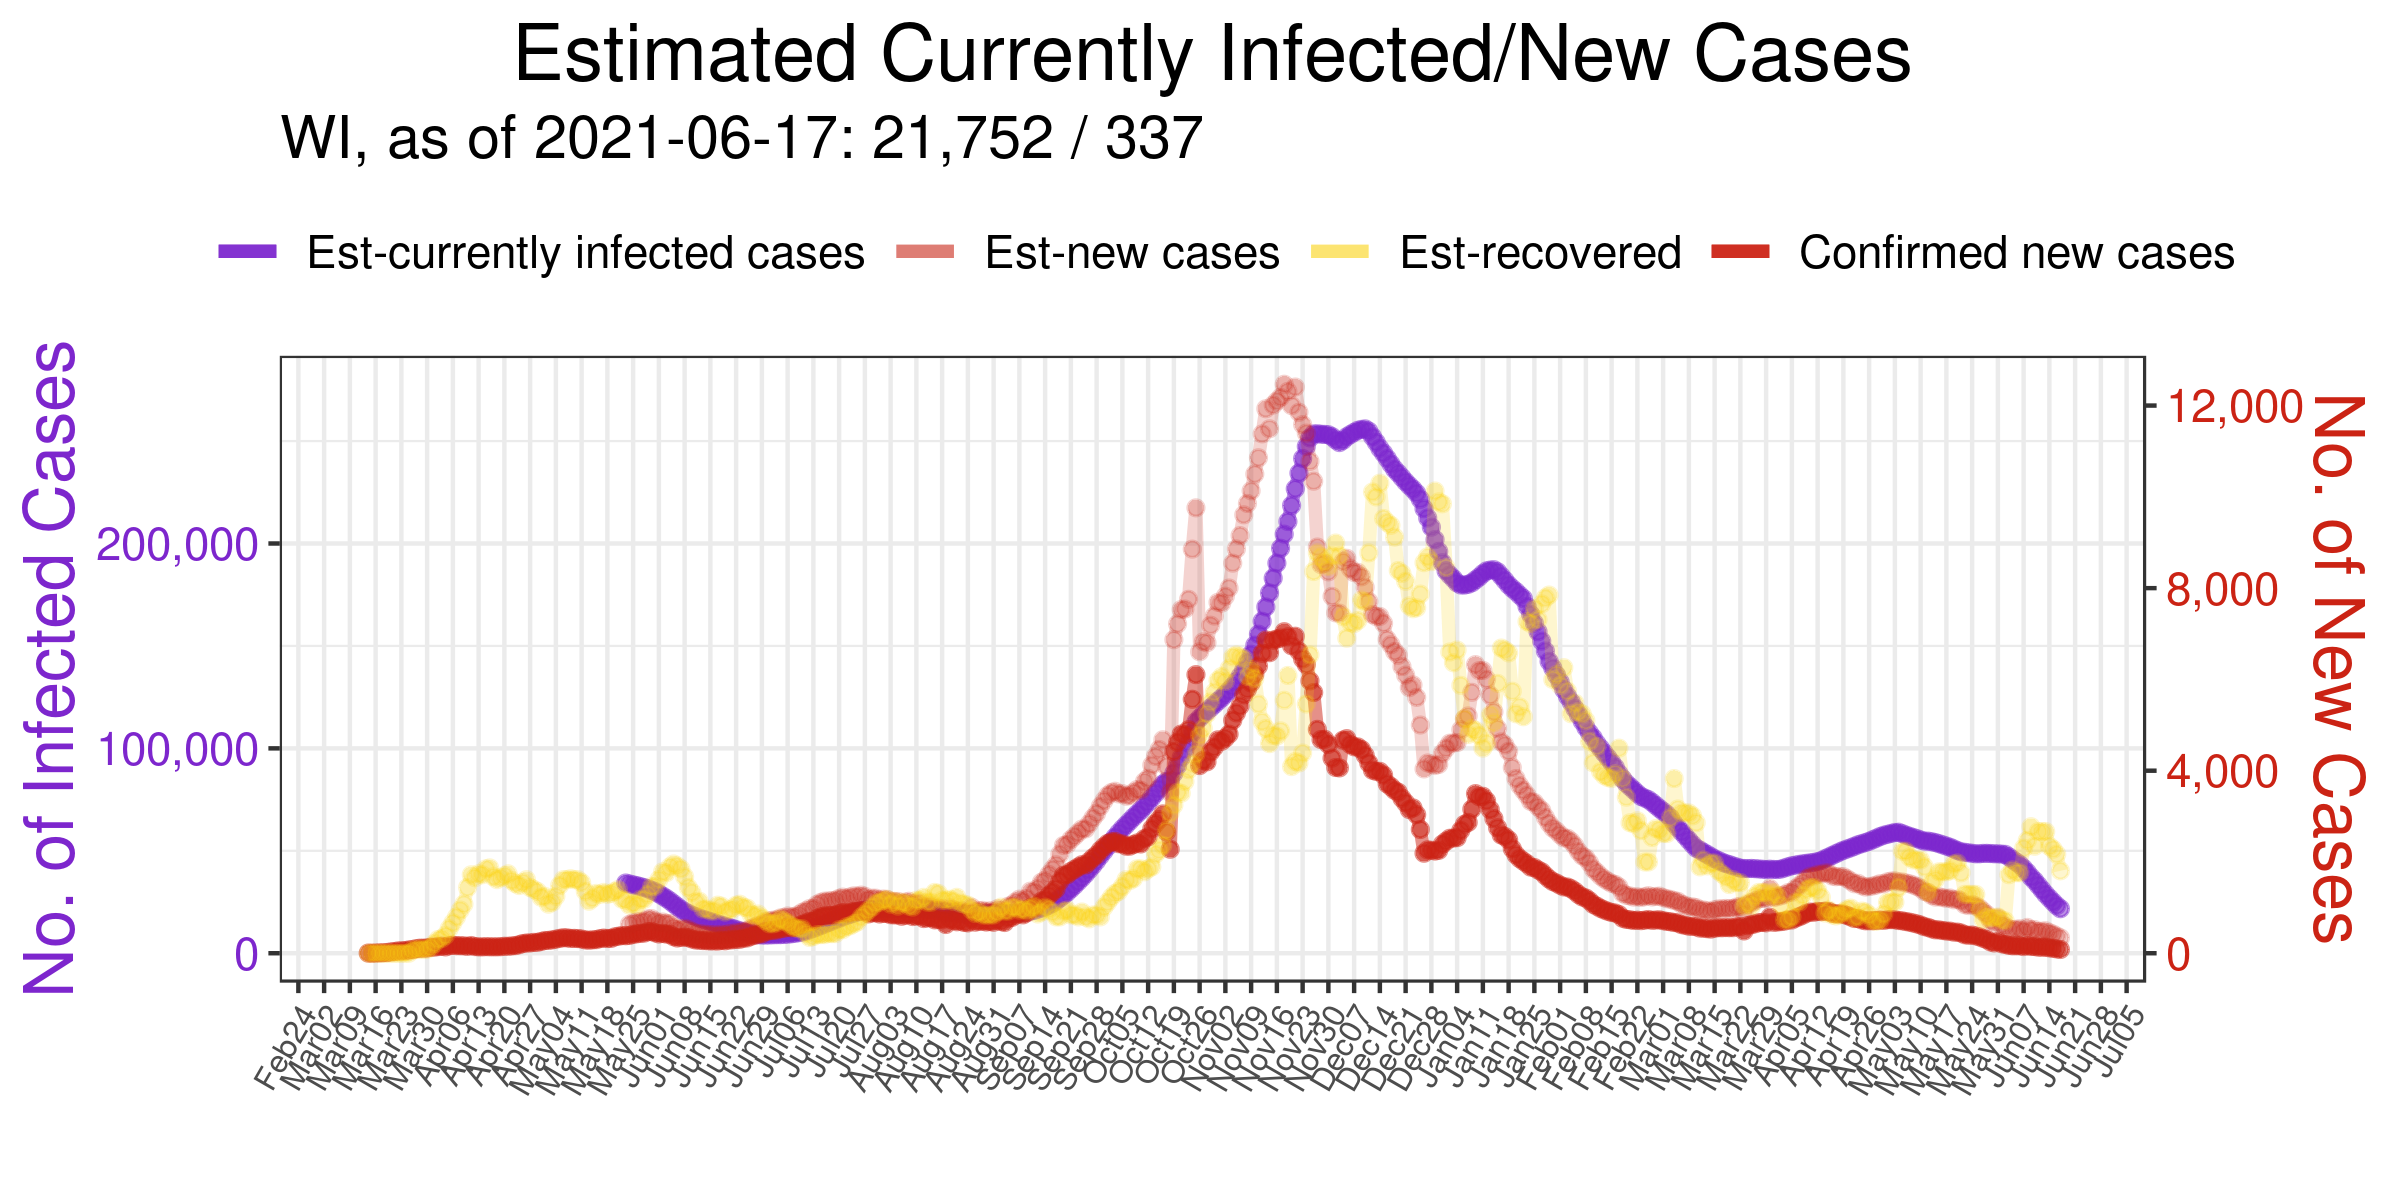 Estimated Currently Infected/New Cases
WI, as of 2021-06-17: 21,752 / 337
Est-currently infected cases Est-new cases Est-recovered Confirmed new cases
No. of Infected Cases
200,000
100,000
0
12,000
8,000
4,000
0
No. of New Cases
Feb24 Mar02 Mar09 Mar16 Mar23 Mar30 Apr06 Apr13 Apr20 Apr27 May04 May11 May18 May25 Jun01 Jun08 Jun15 Jun22 Jun29 Jul06 Jul13 Jul20 Jul27 Aug03 Aug10 Aug17 Aug24 Aug31 Sep07 Sep14 Sep21 Sep28 Oct05 Oct12 Oct19 Oct26 Nov02 Nov09 Nov16 Nov23 Nov30 Dec07 Dec14 Dec21 Dec28 Jan04 Jan11 Jan18 Jan25 Feb01 Feb08 Feb15 Feb22 Mar01 Mar08 Mar15 Mar22 Mar29 Apr05 Apr12 Apr19 Apr26 May03 May10 May17 May24 May31 Jun07 Jun14 Jun21 Jun28 Jul05